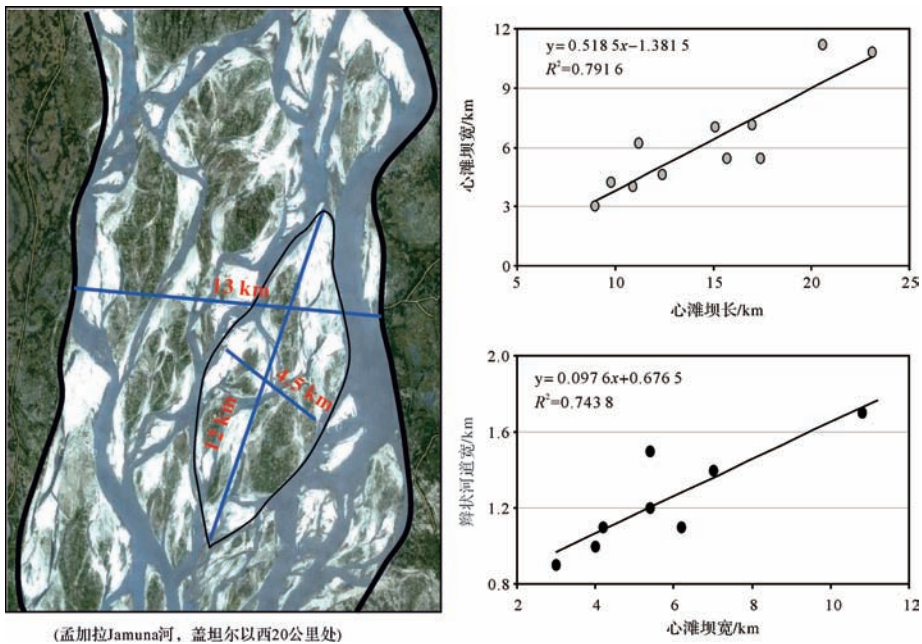 13 km
4.5 km
12 km
(孟加拉Jamuna河，盖坦尔以西20公里处)
y= 0.518 5x−1.381 5
R²=0.791 6
12
9
6
3
0
心滩坝宽/km
5
10
15
20
25
心滩坝长/km
y= 0.097 6x+0.676 5
R²=0.743 8
2.0
1.6
1.2
0.8
辫状河道宽/km
2
4
6
8
10
12
心滩坝宽/km